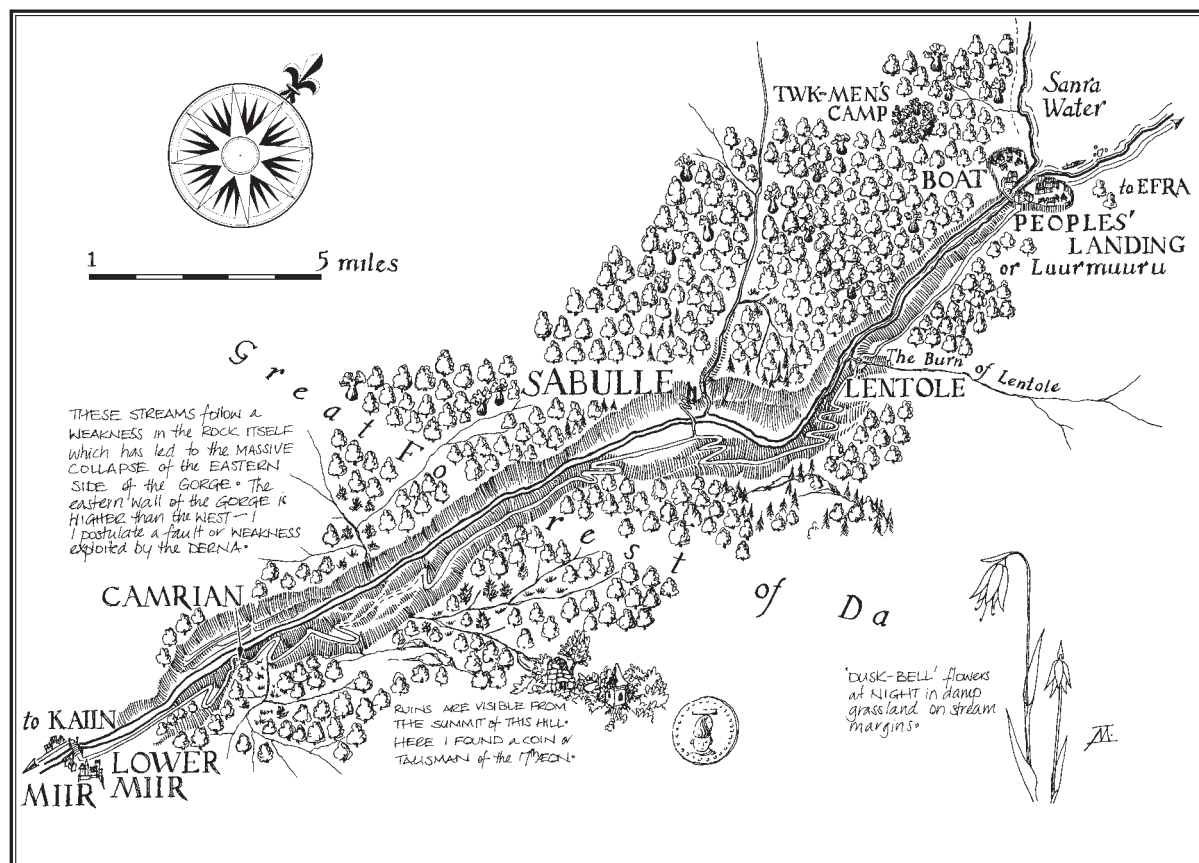 TWK-MEN'S
CAMP
Sanra
Water
BOAT
to EFRA
PEOPLES'
LANDING
or Luurmuuru
1
5 miles
The Burn of Lentole
SABULLE
LENTOLE
Great Forest of Da
THESE STREAMS follow a
WEAKNESS in the ROCK ITSELF
which has led to the MASSIVE
COLLAPSE of the EASTERN
SIDE of the GORGE. The
eastern wall of the GORGE is
HIGHER than the WEST - I
I postulate a fault or WEAKNESS
exploited by the DERNA.
CAMRIAN
'DUSK-BELL' flowers
at NIGHT in damp
grassland on stream
margins.
RUINS ARE VISIBLE FROM
THE SUMMIT of THIS HILL.
HERE I FOUND a COIN or
TALISMAN of the 17th AEON.
to KAIIN
LOWER
MIIR
MIIR